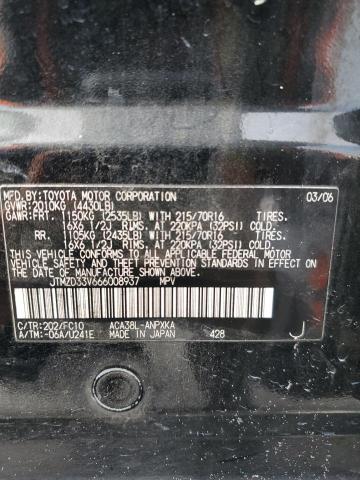 MFD.BY:TOYOTA MOTOR CORPORATION 03/06
GVWR:2010KG (4430LB)
GAWR:FRT. 1150KG (2535LB) WITH 215/70R16 TIRES.
16X6 1/2J RIMS. AT 220KPA (32PSI) COLD
RR. 1105KG (2435LB) WITH 215/70R16 TIRES.
16X6 1/2J RIMS. AT 220KPA (32PSI) COLD
THIS VEHICLE CONFORMS TO ALL APPLICABLE FEDERAL MOTOR
VEHICLE SAFETY AND THEFT PREVENTION STANDARDS IN
EFFECT ON THE DATE OF MANUFACTURE SHOWN ABOVE.
JTMZD33V666008937 MPV
C/TR:202/FC10 ACA38L-ANPXKA
A/TM:-06A/U241E MADE IN JAPAN 428
J